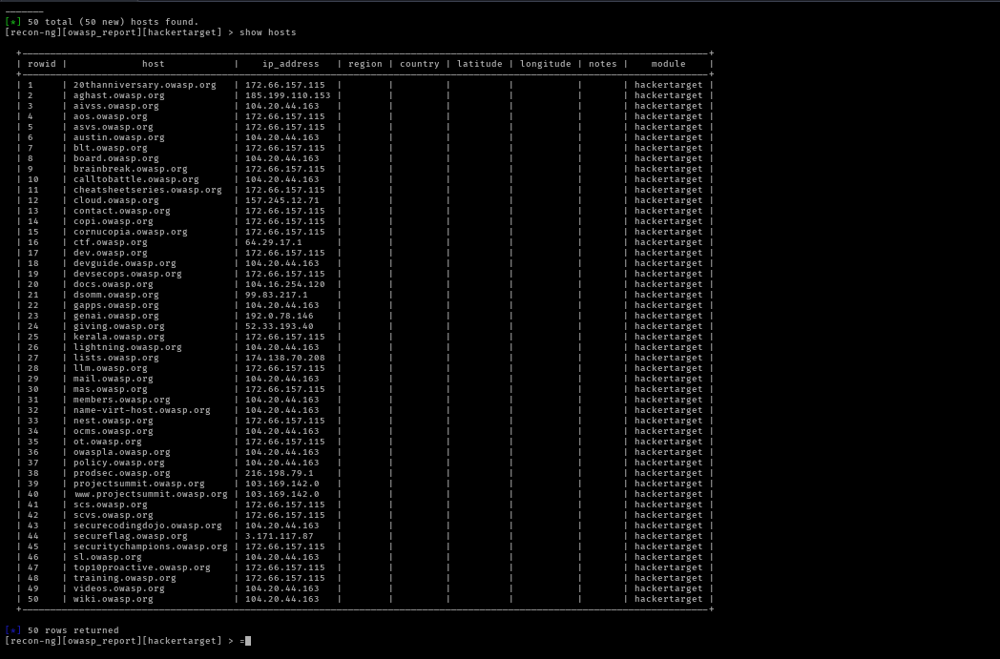 [*] 50 total (50 new) hosts found.
[recon-ng][owasp_report][hackertarget] > show hosts
| rowid | host | ip_address | region | country | latitude | longitude | notes | module |
| 1 | 20thanniversary.owasp.org | 172.66.157.115 | | | | | | hackertarget |
| 2 | aghast.owasp.org | 185.199.110.153 | | | | | | hackertarget |
| 3 | aivss.owasp.org | 104.20.44.163 | | | | | | hackertarget |
| 4 | aos.owasp.org | 172.66.157.115 | | | | | | hackertarget |
| 5 | asvs.owasp.org | 172.66.157.115 | | | | | | hackertarget |
| 6 | austin.owasp.org | 104.20.44.163 | | | | | | hackertarget |
| 7 | blt.owasp.org | 172.66.157.115 | | | | | | hackertarget |
| 8 | board.owasp.org | 104.20.44.163 | | | | | | hackertarget |
| 9 | brainbreak.owasp.org | 172.66.157.115 | | | | | | hackertarget |
| 10 | calltobattle.owasp.org | 104.20.44.163 | | | | | | hackertarget |
| 11 | cheatsheetseries.owasp.org | 172.66.157.115 | | | | | | hackertarget |
| 12 | cloud.owasp.org | 157.245.12.71 | | | | | | hackertarget |
| 13 | contact.owasp.org | 172.66.157.115 | | | | | | hackertarget |
| 14 | copi.owasp.org | 172.66.157.115 | | | | | | hackertarget |
| 15 | cornucopia.owasp.org | 172.66.157.115 | | | | | | hackertarget |
| 16 | ctf.owasp.org | 64.29.17.1 | | | | | | hackertarget |
| 17 | dev.owasp.org | 172.66.157.115 | | | | | | hackertarget |
| 18 | devguide.owasp.org | 104.20.44.163 | | | | | | hackertarget |
| 19 | devsecops.owasp.org | 172.66.157.115 | | | | | | hackertarget |
| 20 | docs.owasp.org | 104.16.254.120 | | | | | | hackertarget |
| 21 | dsomm.owasp.org | 99.83.217.1 | | | | | | hackertarget |
| 22 | gapps.owasp.org | 104.20.44.163 | | | | | | hackertarget |
| 23 | genai.owasp.org | 192.0.78.146 | | | | | | hackertarget |
| 24 | giving.owasp.org | 52.33.193.40 | | | | | | hackertarget |
| 25 | kerala.owasp.org | 172.66.157.115 | | | | | | hackertarget |
| 26 | lightning.owasp.org | 104.20.44.163 | | | | | | hackertarget |
| 27 | lists.owasp.org | 174.138.70.208 | | | | | | hackertarget |
| 28 | llm.owasp.org | 172.66.157.115 | | | | | | hackertarget |
| 29 | mail.owasp.org | 104.20.44.163 | | | | | | hackertarget |
| 30 | mas.owasp.org | 172.66.157.115 | | | | | | hackertarget |
| 31 | members.owasp.org | 104.20.44.163 | | | | | | hackertarget |
| 32 | name-virt-host.owasp.org | 104.20.44.163 | | | | | | hackertarget |
| 33 | nest.owasp.org | 172.66.157.115 | | | | | | hackertarget |
| 34 | ocms.owasp.org | 104.20.44.163 | | | | | | hackertarget |
| 35 | ot.owasp.org | 172.66.157.115 | | | | | | hackertarget |
| 36 | owaspla.owasp.org | 104.20.44.163 | | | | | | hackertarget |
| 37 | policy.owasp.org | 104.20.44.163 | | | | | | hackertarget |
| 38 | prodsec.owasp.org | 216.198.79.1 | | | | | | hackertarget |
| 39 | projectsummit.owasp.org | 103.169.142.0 | | | | | | hackertarget |
| 40 | www.projectsummit.owasp.org | 103.169.142.0 | | | | | | hackertarget |
| 41 | scs.owasp.org | 172.66.157.115 | | | | | | hackertarget |
| 42 | scvs.owasp.org | 172.66.157.115 | | | | | | hackertarget |
| 43 | securecodingdojo.owasp.org | 104.20.44.163 | | | | | | hackertarget |
| 44 | secureflag.owasp.org | 3.171.117.87 | | | | | | hackertarget |
| 45 | securitychampions.owasp.org | 172.66.157.115 | | | | | | hackertarget |
| 46 | sl.owasp.org | 104.20.44.163 | | | | | | hackertarget |
| 47 | top10proactive.owasp.org | 172.66.157.115 | | | | | | hackertarget |
| 48 | training.owasp.org | 172.66.157.115 | | | | | | hackertarget |
| 49 | videos.owasp.org | 104.20.44.163 | | | | | | hackertarget |
| 50 | wiki.owasp.org | 104.20.44.163 | | | | | | hackertarget |
[*] 50 rows returned
[recon-ng][owasp_report][hackertarget] > =